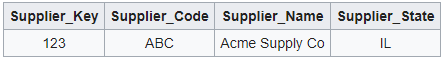 Supplier_Key Supplier_Code Supplier_Name Supplier_State
123 ABC Acme Supply Co IL